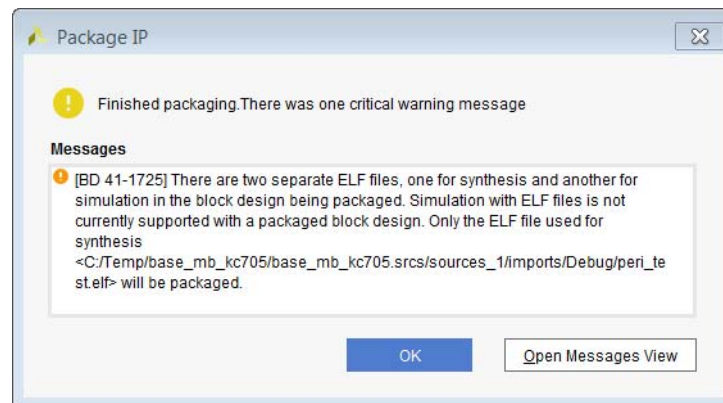 Package IP
Finished packaging.There was one critical warning message
Messages
[BD 41-1725] There are two separate ELF files, one for synthesis and another for
simulation in the block design being packaged. Simulation with ELF files is not
currently supported with a packaged block design. Only the ELF file used for
synthesis
<C:/Temp/base_mb_kc705/base_mb_kc705.srcs/sources_1/imports/Debug/peri_te
st.elf> will be packaged.
OK
Open Messages View